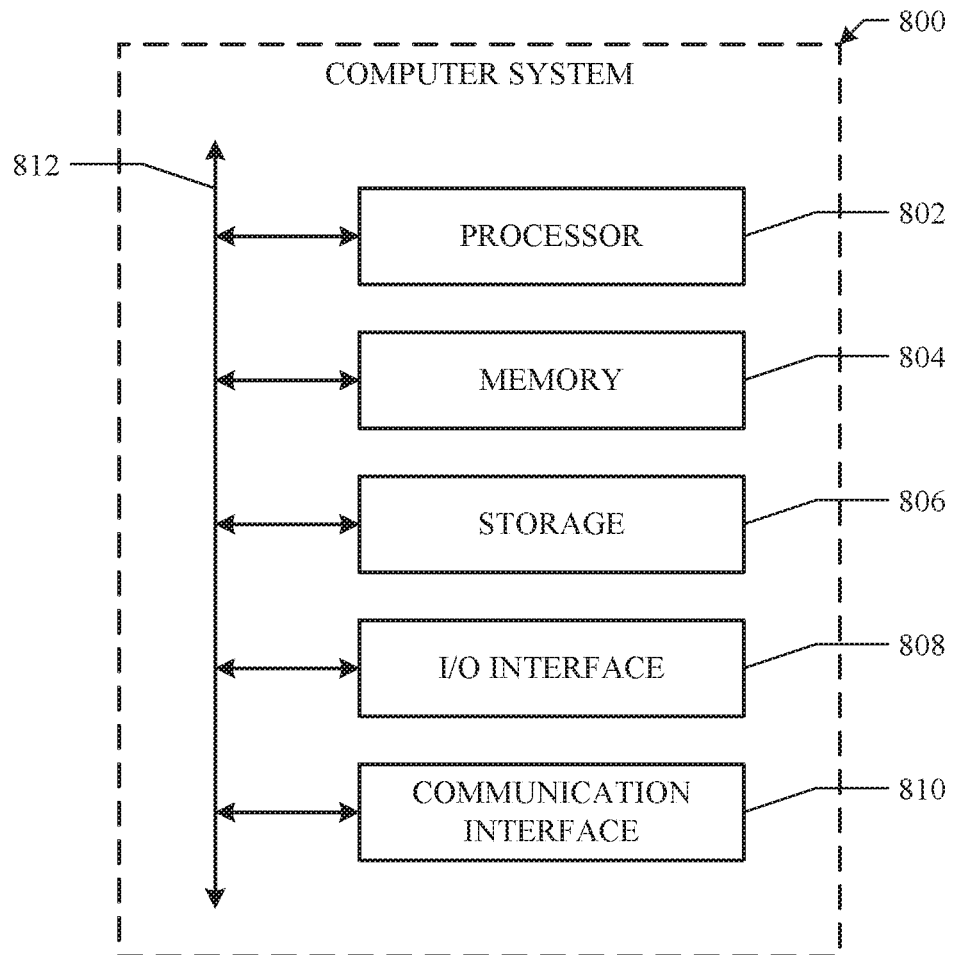 800
COMPUTER SYSTEM
812
802
PROCESSOR
804
MEMORY
806
STORAGE
808
I/O INTERFACE
810
COMMUNICATION
INTERFACE